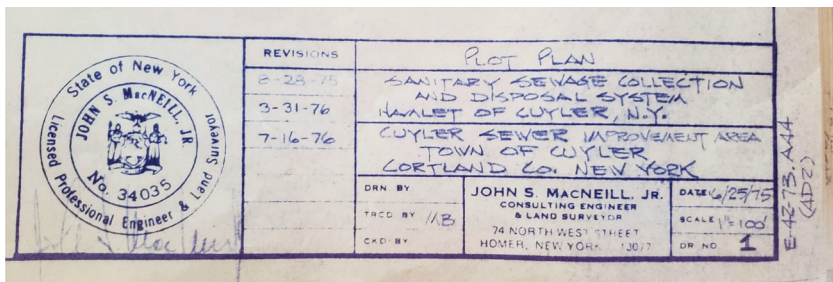 State of New York
JOHN S. MacNEILL, JR
No. 34035
Licensed Professional Engineer & Land Surveyor
REVISIONS
8-28-75
3-31-76
7-16-76
PLOT PLAN
SANITARY SEWAGE COLLECTION
AND DISPOSAL SYSTEM
HAMLET OF CUYLER, N.Y.
CUYLER SEWER IMPROVEMENT AREA
TOWN OF CUYLER
CORTLAND CO. NEW YORK
DRN BY
TRCD BY
CKD BY
JOHN S. MACNEILL, JR.
CONSULTING ENGINEER
& LAND SURVEYOR
74 NORTH WEST STREET
HOMER, NEW YORK 13077
DATE 6/25/75
SCALE 1"=100'
DR NO 1
E-42-73.A44
(4D2)